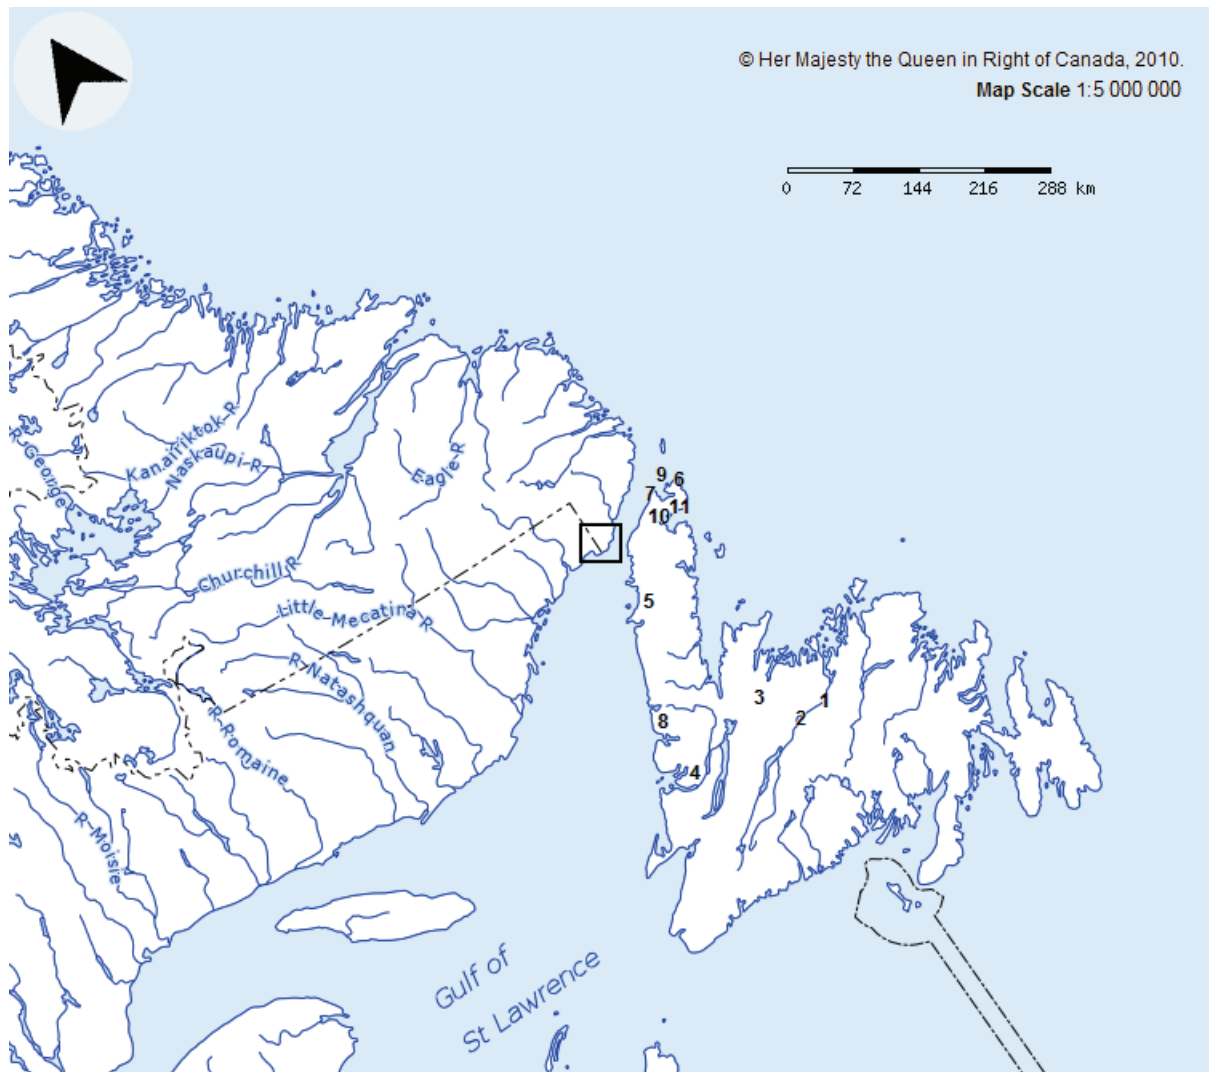 © Her Majesty the Queen in Right of Canada, 2010.
Map Scale 1:5 000 000
0 72 144 216 288 km
Kanairiktok R
Naskaupi R
R George
Eagle R
Churchill R
Little Mecatina R
R Natashquan
R Romaine
R Moisie
9
6
7
11
10
5
3
1
2
8
4
Gulf of
St Lawrence